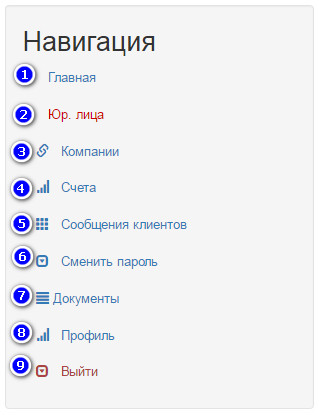 Навигация
1 Главная
2 Юр. лица
3 Компании
4 Счета
5 Сообщения клиентов
6 Сменить пароль
7 Документы
8 Профиль
9 Выйти